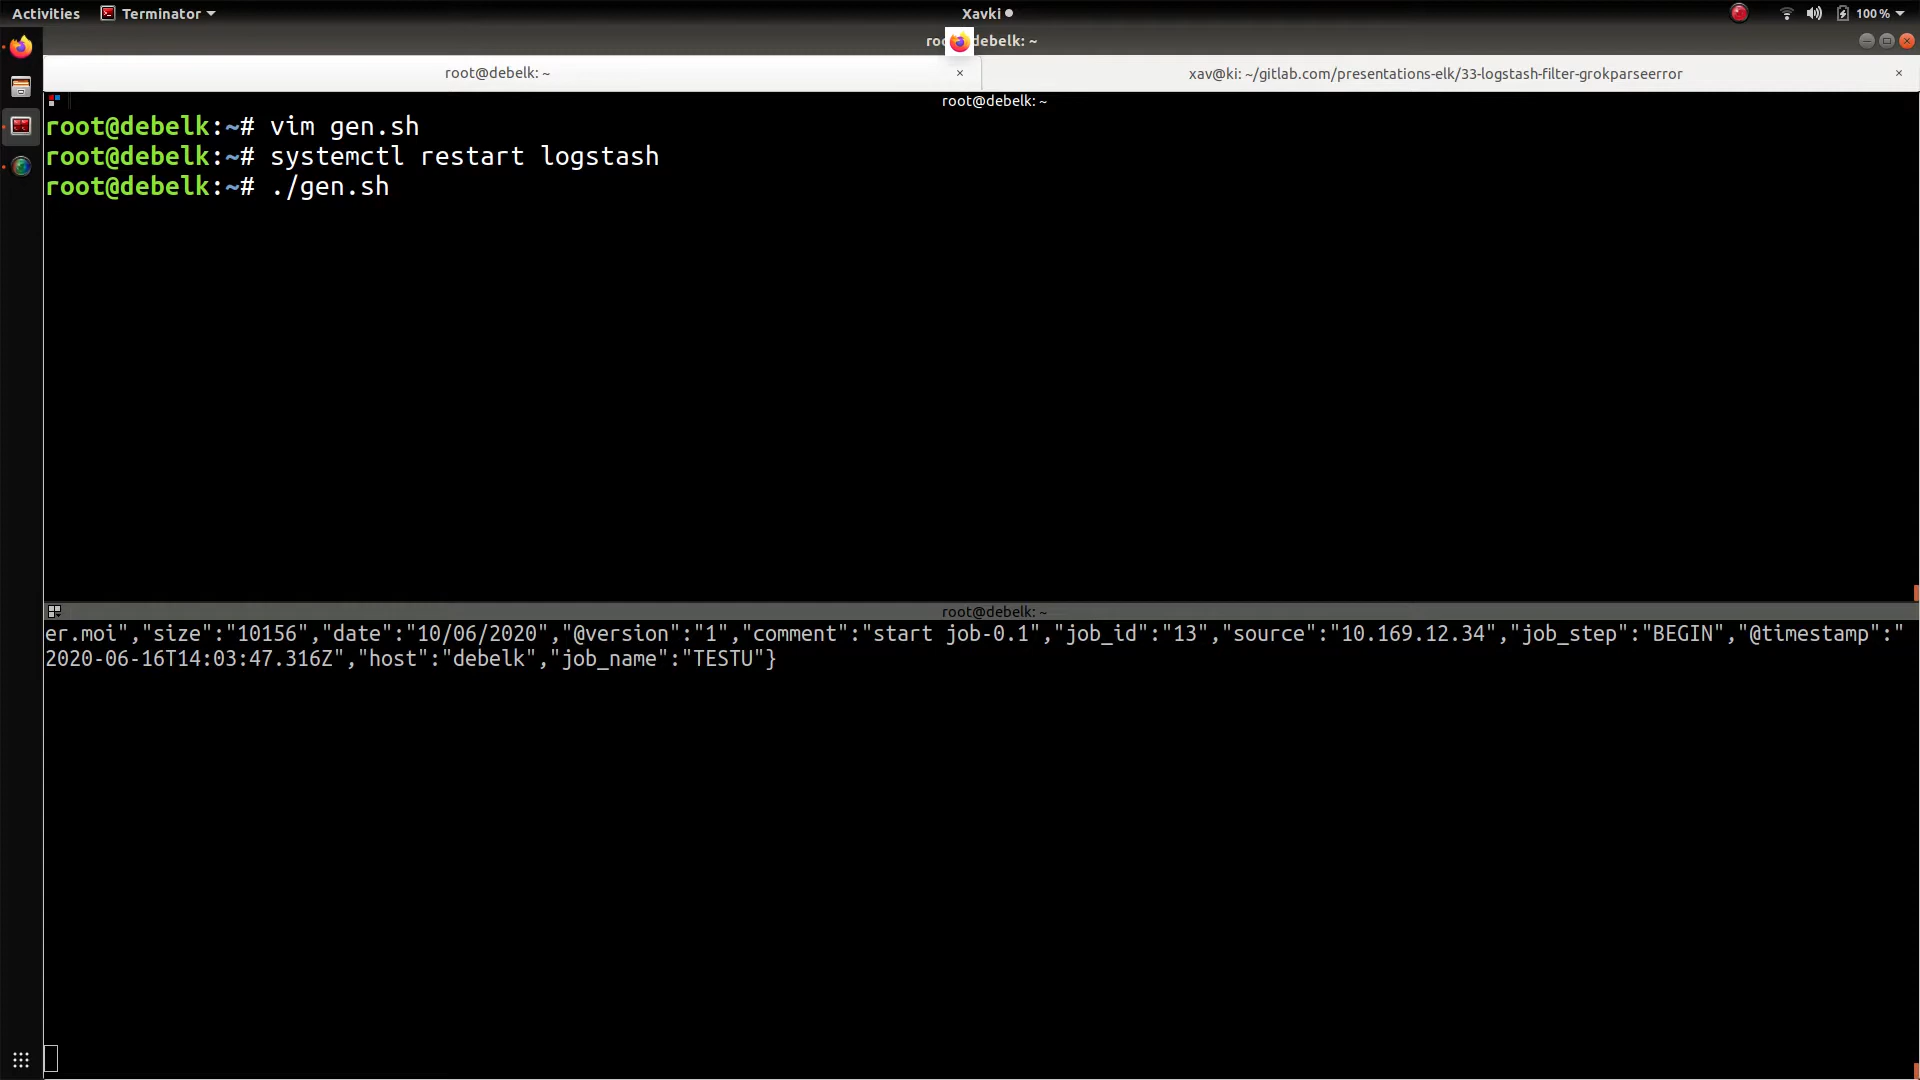 Activities Terminator Xavki 100 %
root@debelk: ~
root@debelk: ~ × xav@ki: ~/gitlab.com/presentations-elk/33-logstash-filter-grokparseerror ×
root@debelk: ~
root@debelk:~# vim gen.sh
root@debelk:~# systemctl restart logstash
root@debelk:~# ./gen.sh
root@debelk: ~
er.moi","size":"10156","date":"10/06/2020","@version":"1","comment":"start job-0.1","job_id":"13","source":"10.169.12.34","job_step":"BEGIN","@timestamp":"
2020-06-16T14:03:47.316Z","host":"debelk","job_name":"TESTU"}